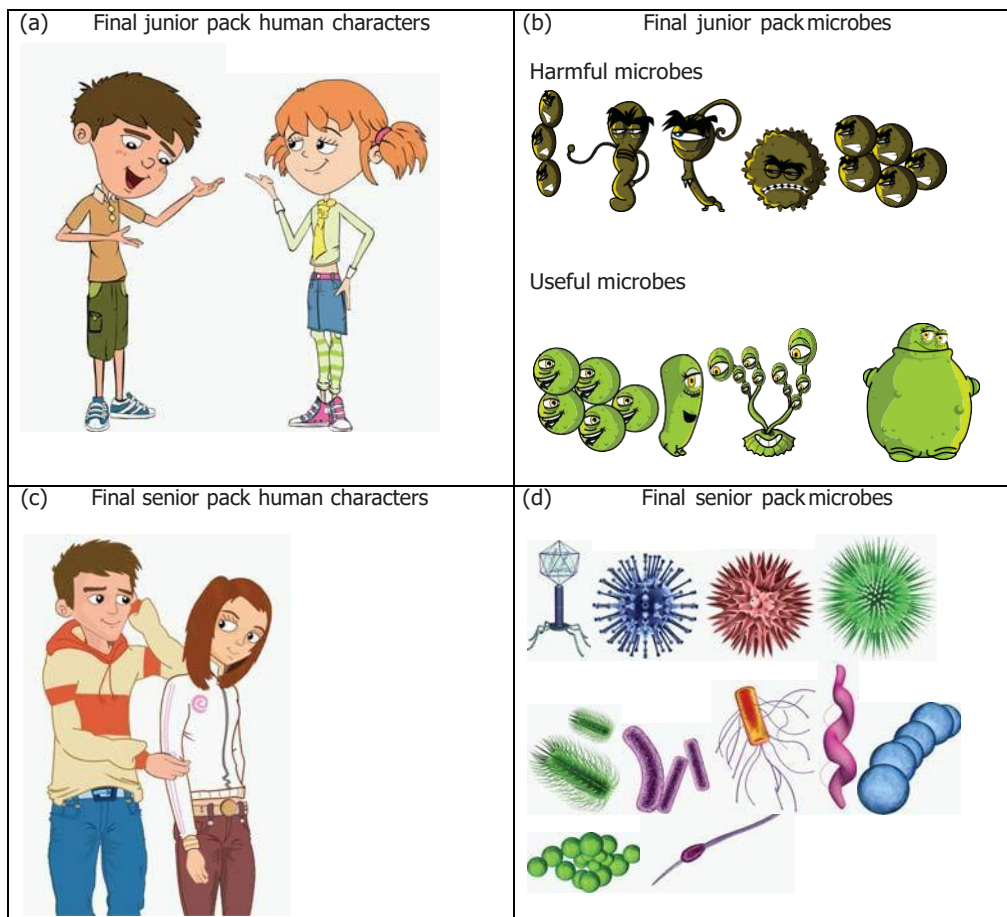 (a) Final junior pack human characters
(b) Final junior pack microbes
Harmful microbes
Useful microbes
(c) Final senior pack human characters
(d) Final senior pack microbes